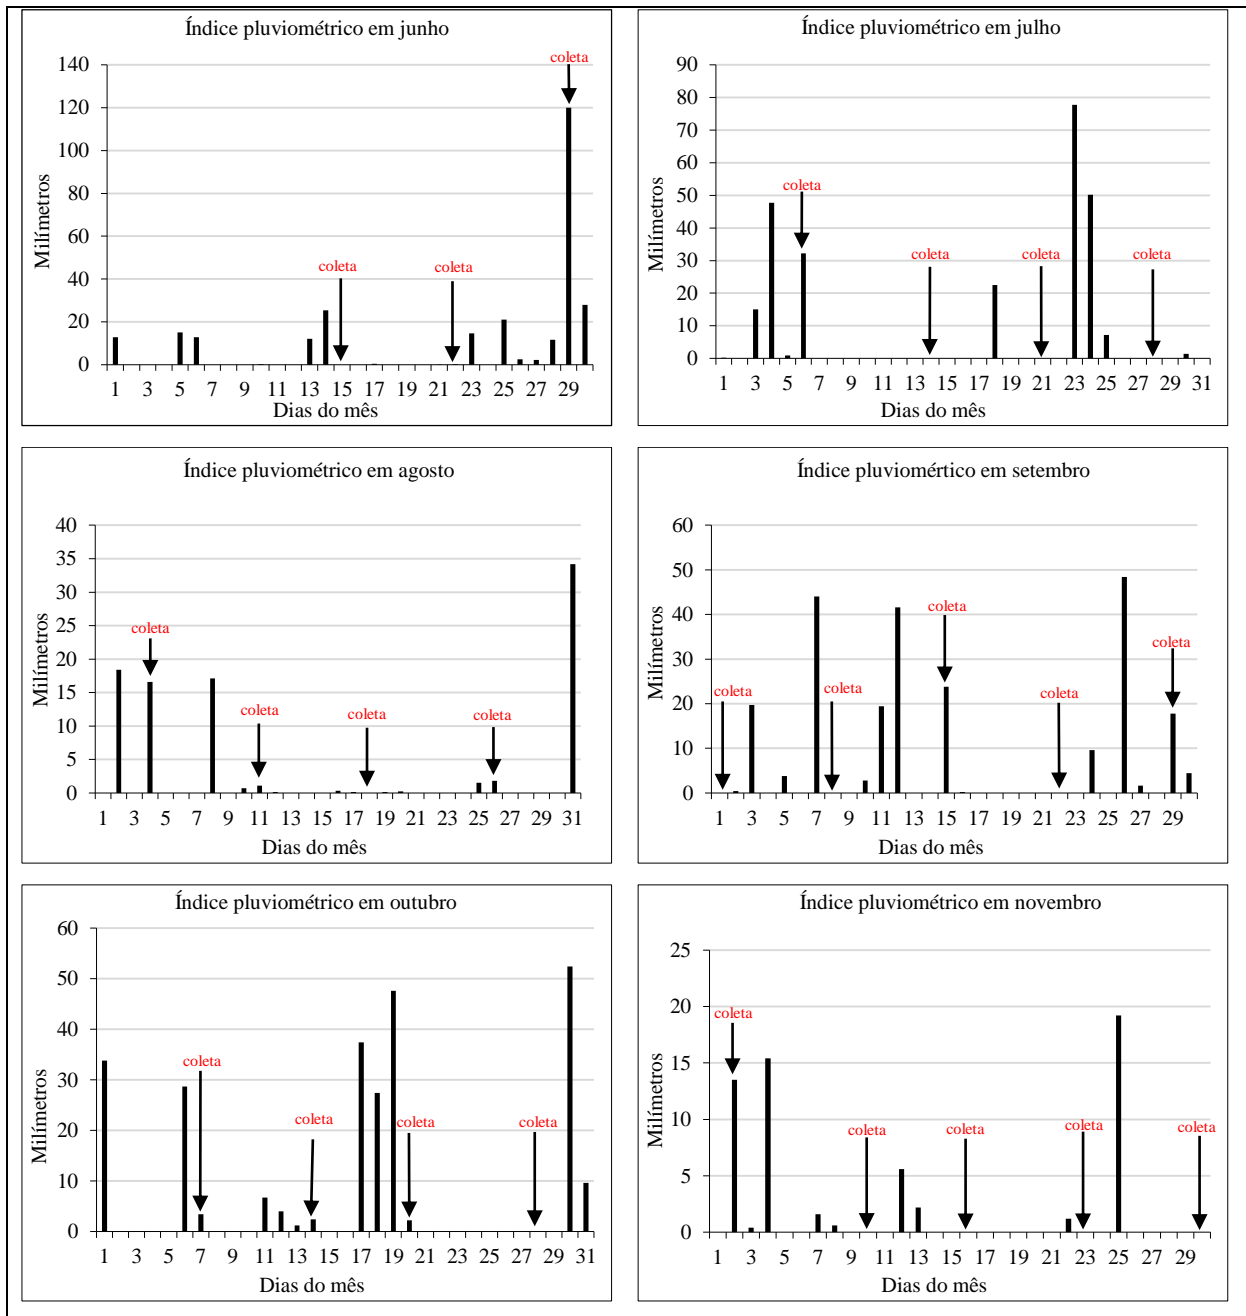 Índice pluviométrico em junho
coleta
140
120
100
80
60
40
20
0
Milímetros
coleta
coleta
1 3 5 7 9 11 13 15 17 19 21 23 25 27 29
Dias do mês
Índice pluviométrico em julho
90
80
70
60
50
40
30
20
10
0
Milímetros
coleta
coleta
coleta
coleta
1 3 5 7 9 11 13 15 17 19 21 23 25 27 29 31
Dias do mês
Índice pluviométrico em agosto
40
35
30
25
20
15
10
5
0
Milímetros
coleta
coleta
coleta
coleta
1 3 5 7 9 11 13 15 17 19 21 23 25 27 29 31
Dias do mês
Índice pluviomértico em setembro
60
50
40
30
20
10
0
Milímetros
coleta
coleta
coleta
coleta
coleta
1 3 5 7 9 11 13 15 17 19 21 23 25 27 29
Dias do mês
Índice pluviométrico em outubro
60
50
40
30
20
10
0
Milímetros
coleta
coleta
coleta
coleta
1 3 5 7 9 11 13 15 17 19 21 23 25 27 29 31
Dias do mês
Índice pluviométrico em novembro
25
20
15
10
5
0
Milímetros
coleta
coleta
coleta
coleta
coleta
1 3 5 7 9 11 13 15 17 19 21 23 25 27 29
Dias do mês